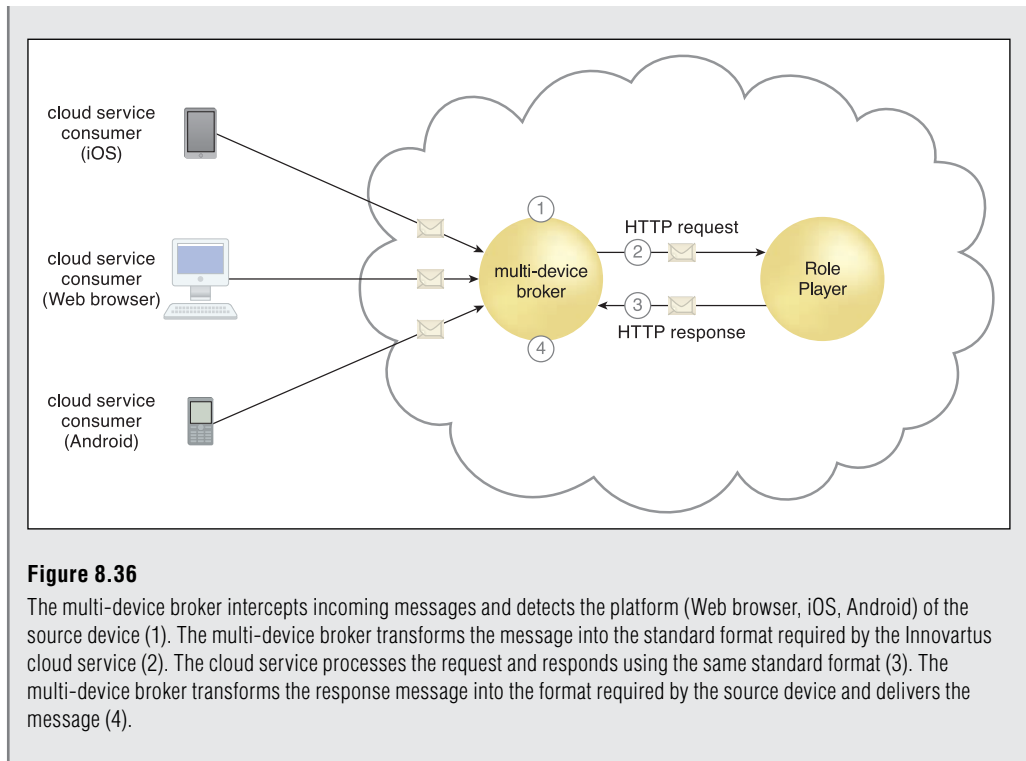 cloud service
consumer
(iOS)
cloud service
consumer
(Web browser)
cloud service
consumer
(Android)
1
multi-device
broker
4
HTTP request
2
3
HTTP response
Role
Player
Figure 8.36
The multi-device broker intercepts incoming messages and detects the platform (Web browser, iOS, Android) of the
source device (1). The multi-device broker transforms the message into the standard format required by the Innovartus
cloud service (2). The cloud service processes the request and responds using the same standard format (3). The
multi-device broker transforms the response message into the format required by the source device and delivers the
message (4).